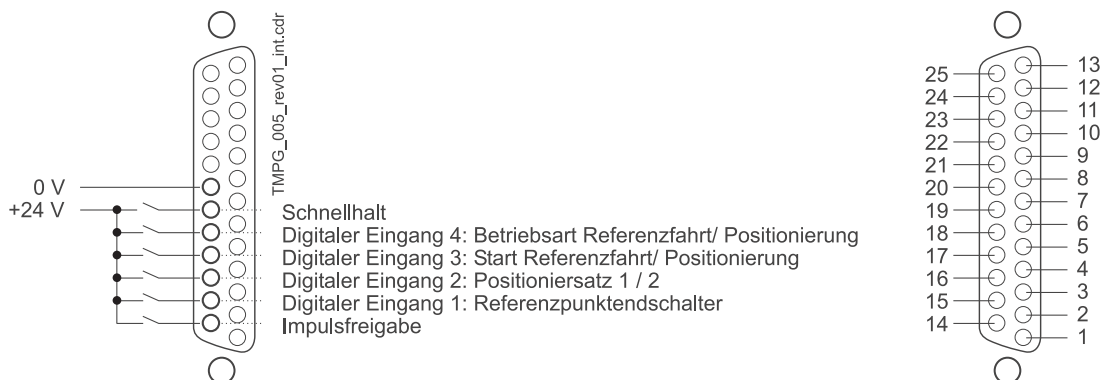 TMPG_005_rev01_int.cdr
0 V
+24 V
Schnellhalt
Digitaler Eingang 4: Betriebsart Referenzfahrt/ Positionierung
Digitaler Eingang 3: Start Referenzfahrt/ Positionierung
Digitaler Eingang 2: Positioniersatz 1 / 2
Digitaler Eingang 1: Referenzpunktendschalter
Impulsfreigabe
25
24
23
22
21
20
19
18
17
16
15
14
13
12
11
10
9
8
7
6
5
4
3
2
1